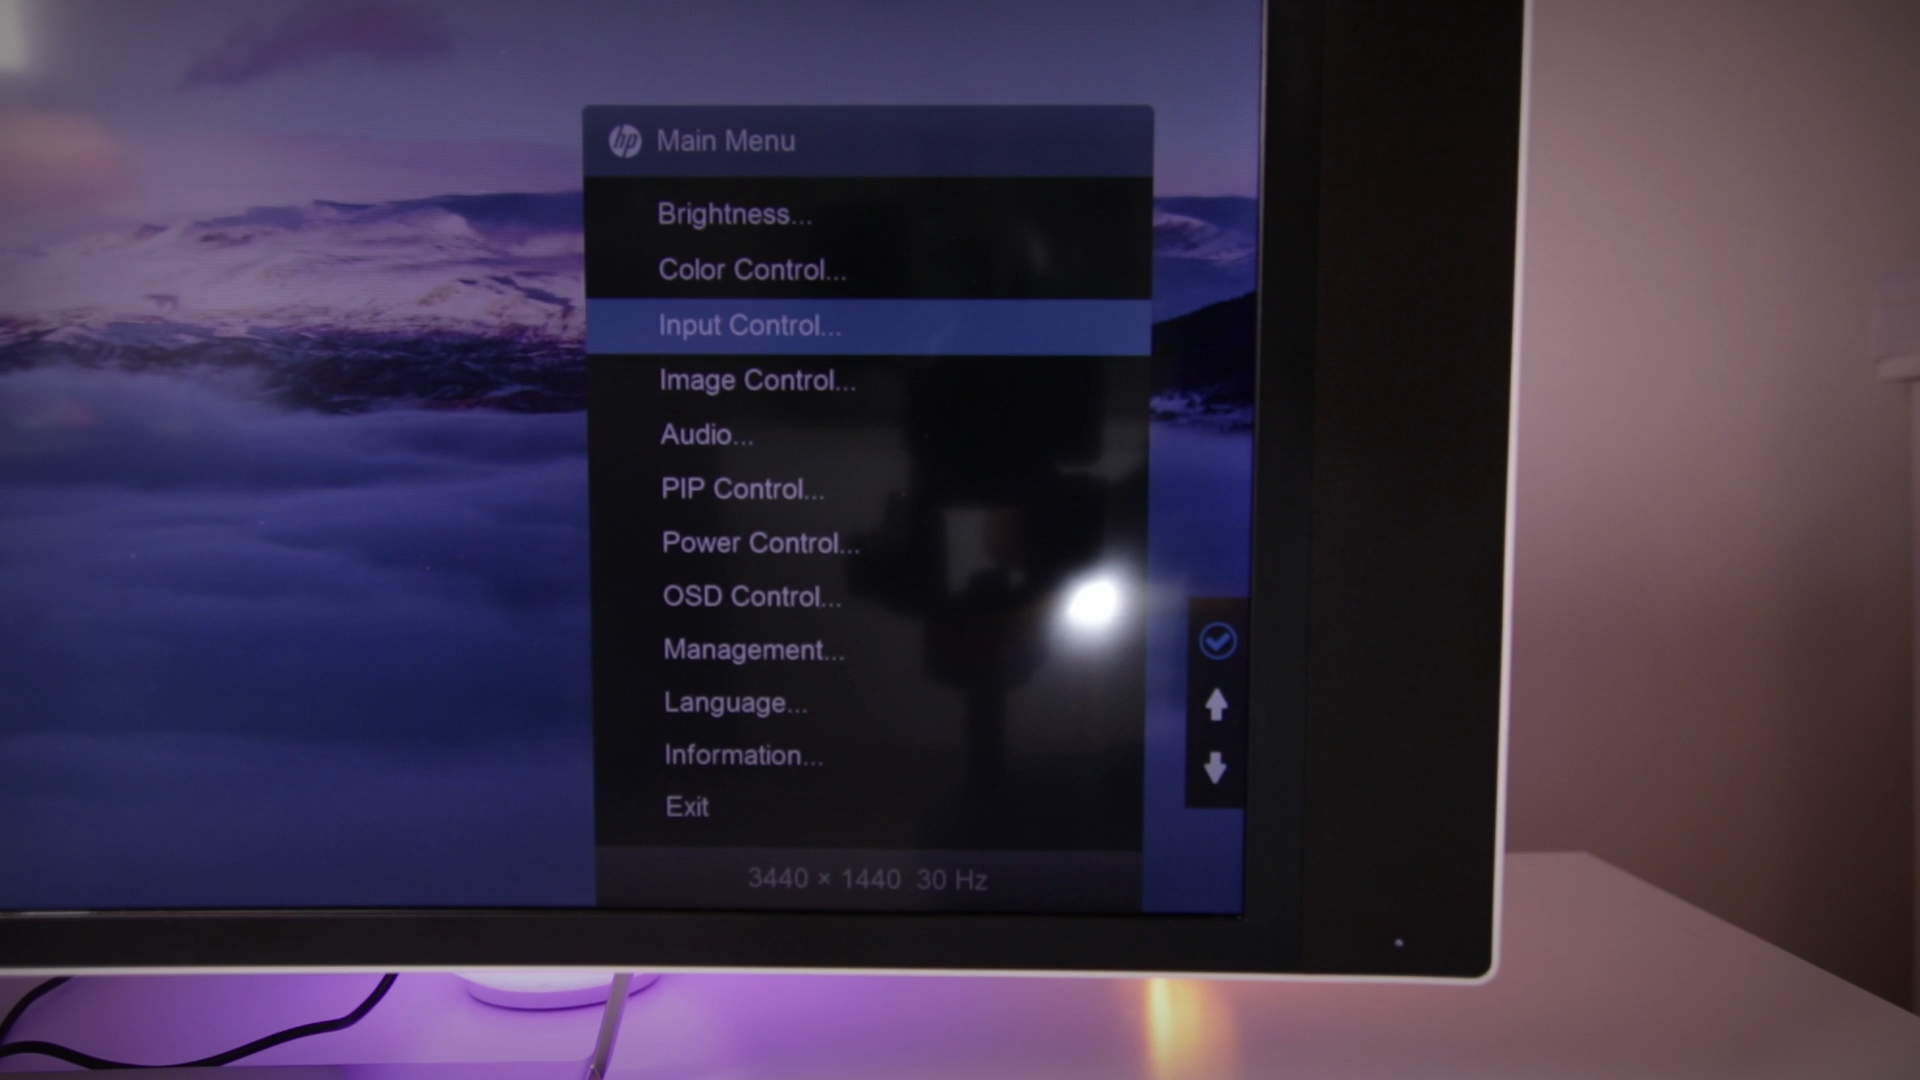 hp Main Menu
Brightness...
Color Control...
Input Control...
Image Control...
Audio...
PIP Control...
Power Control...
OSD Control...
Management...
Language...
Information...
Exit
3440 × 1440 30 Hz